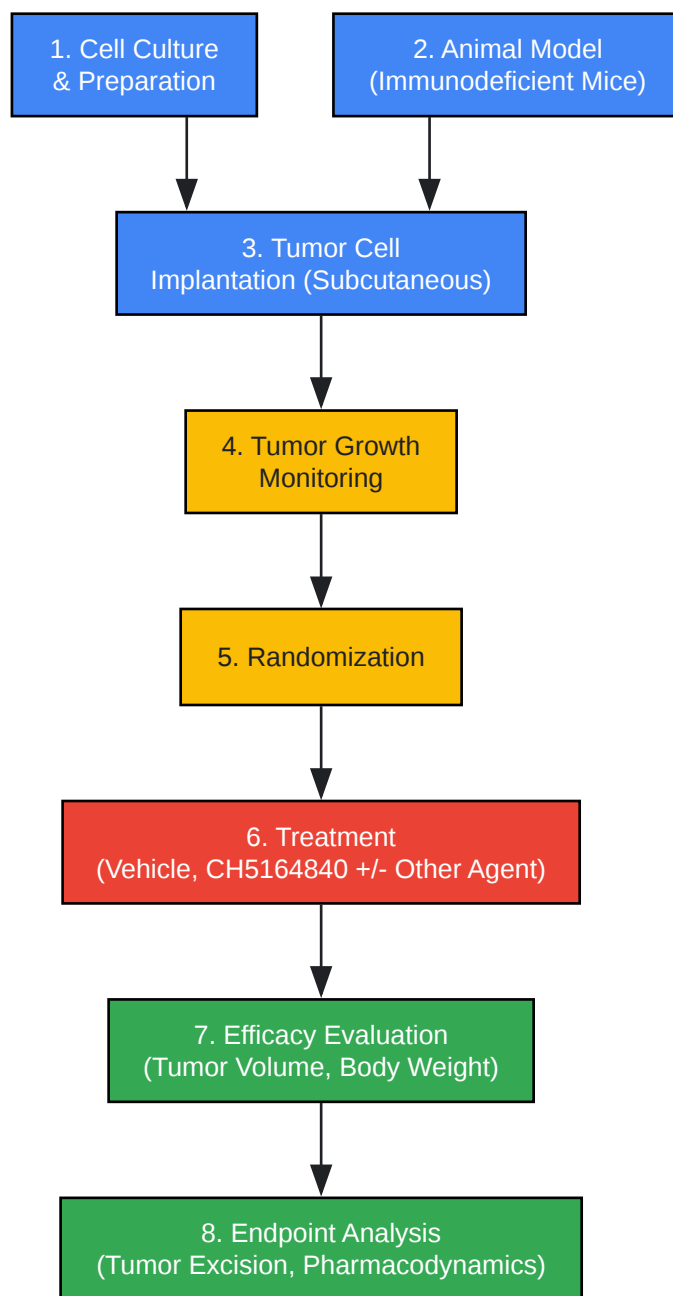 1. Cell Culture
& Preparation
2. Animal Model
(Immunodeficient Mice)
3. Tumor Cell
Implantation (Subcutaneous)
4. Tumor Growth
Monitoring
5. Randomization
6. Treatment
(Vehicle, CH5164840 +/- Other Agent)
7. Efficacy Evaluation
(Tumor Volume, Body Weight)
8. Endpoint Analysis
(Tumor Excision, Pharmacodynamics)